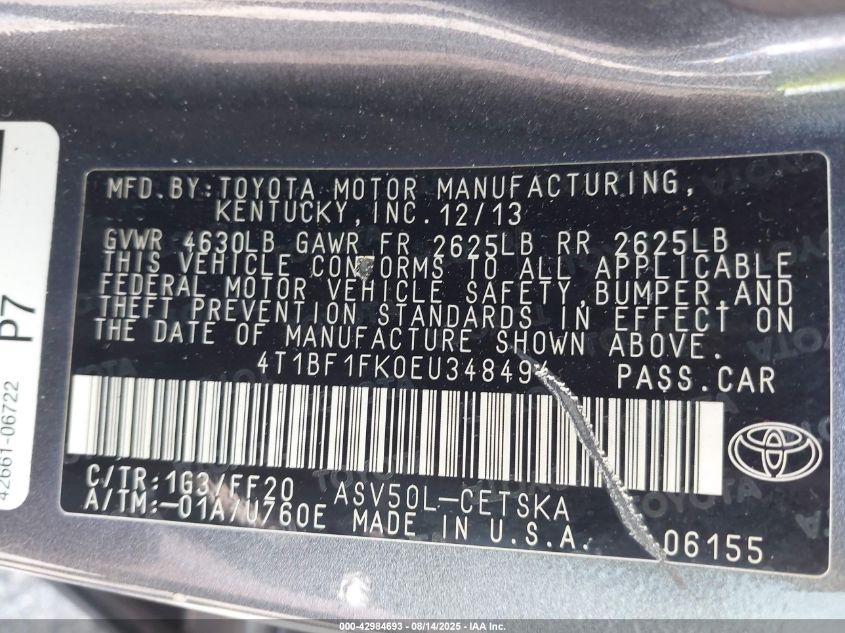 MFD.BY:TOYOTA MOTOR MANUFACTURING,
KENTUCKY,INC.12/13
GVWR 4630LB GAWR FR 2625LB RR 2625LB
THIS VEHICLE CONFORMS TO ALL APPLICABLE
FEDERAL MOTOR VEHICLE SAFETY,BUMPER,AND
THEFT PREVENTION STANDARDS IN EFFECT ON
THE DATE OF MANUFACTURE SHOWN ABOVE.
4T1BF1FK0EU348494 PASS.CAR
C/TR:1G3/FF20 ASV50L-CETSKA
A/TM:-01A/U760E MADE IN U.S.A. 06155
P7
42661-06722
000-42984693 - 08/14/2025 - IAA Inc.